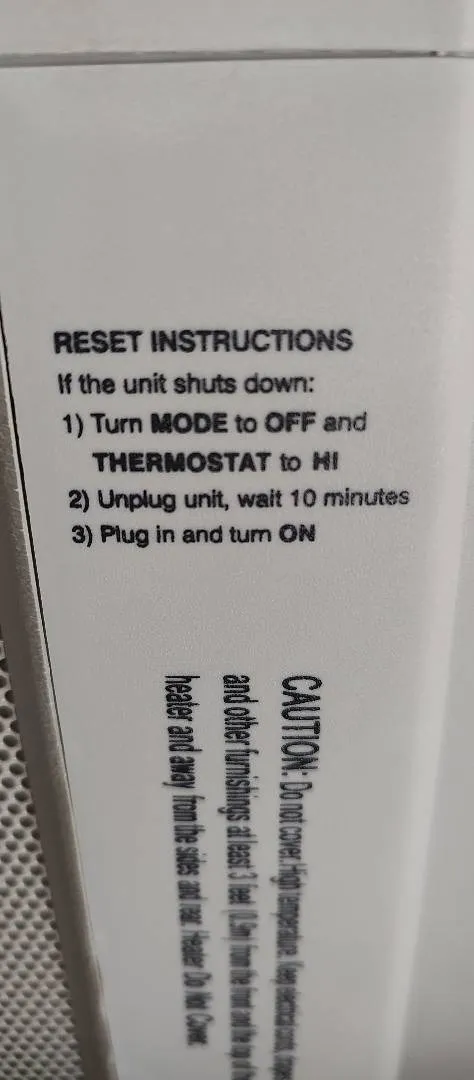 RESET INSTRUCTIONS
If the unit shuts down:
1) Turn MODE to OFF and
THERMOSTAT to HI
2) Unplug unit, wait 10 minutes
3) Plug in and turn ON
CAUTION: Do not cover. High temperature. Keep electrical cords,
and other furnishings at least 3 feet (0.9m) from the front and the top of
heater and away from the sides and rear. Heater Do Not Cover